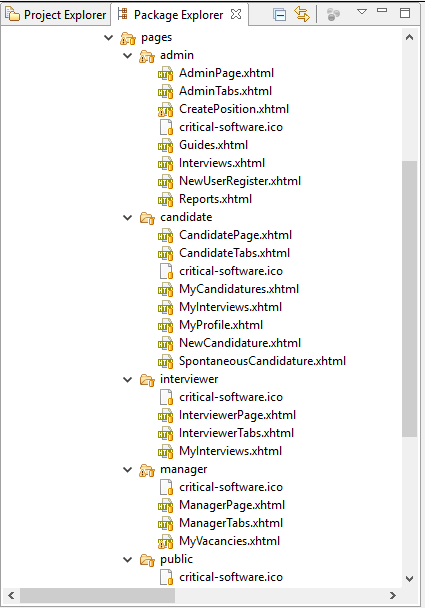 Project Explorer Package Explorer
pages
admin
AdminPage.xhtml
AdminTabs.xhtml
CreatePosition.xhtml
critical-software.ico
Guides.xhtml
Interviews.xhtml
NewUserRegister.xhtml
Reports.xhtml
candidate
CandidatePage.xhtml
CandidateTabs.xhtml
critical-software.ico
MyCandidatures.xhtml
MyInterviews.xhtml
MyProfile.xhtml
NewCandidature.xhtml
SpontaneousCandidature.xhtml
interviewer
critical-software.ico
InterviewerPage.xhtml
InterviewerTabs.xhtml
MyInterviews.xhtml
manager
critical-software.ico
ManagerPage.xhtml
ManagerTabs.xhtml
MyVacancies.xhtml
public
critical-software.ico